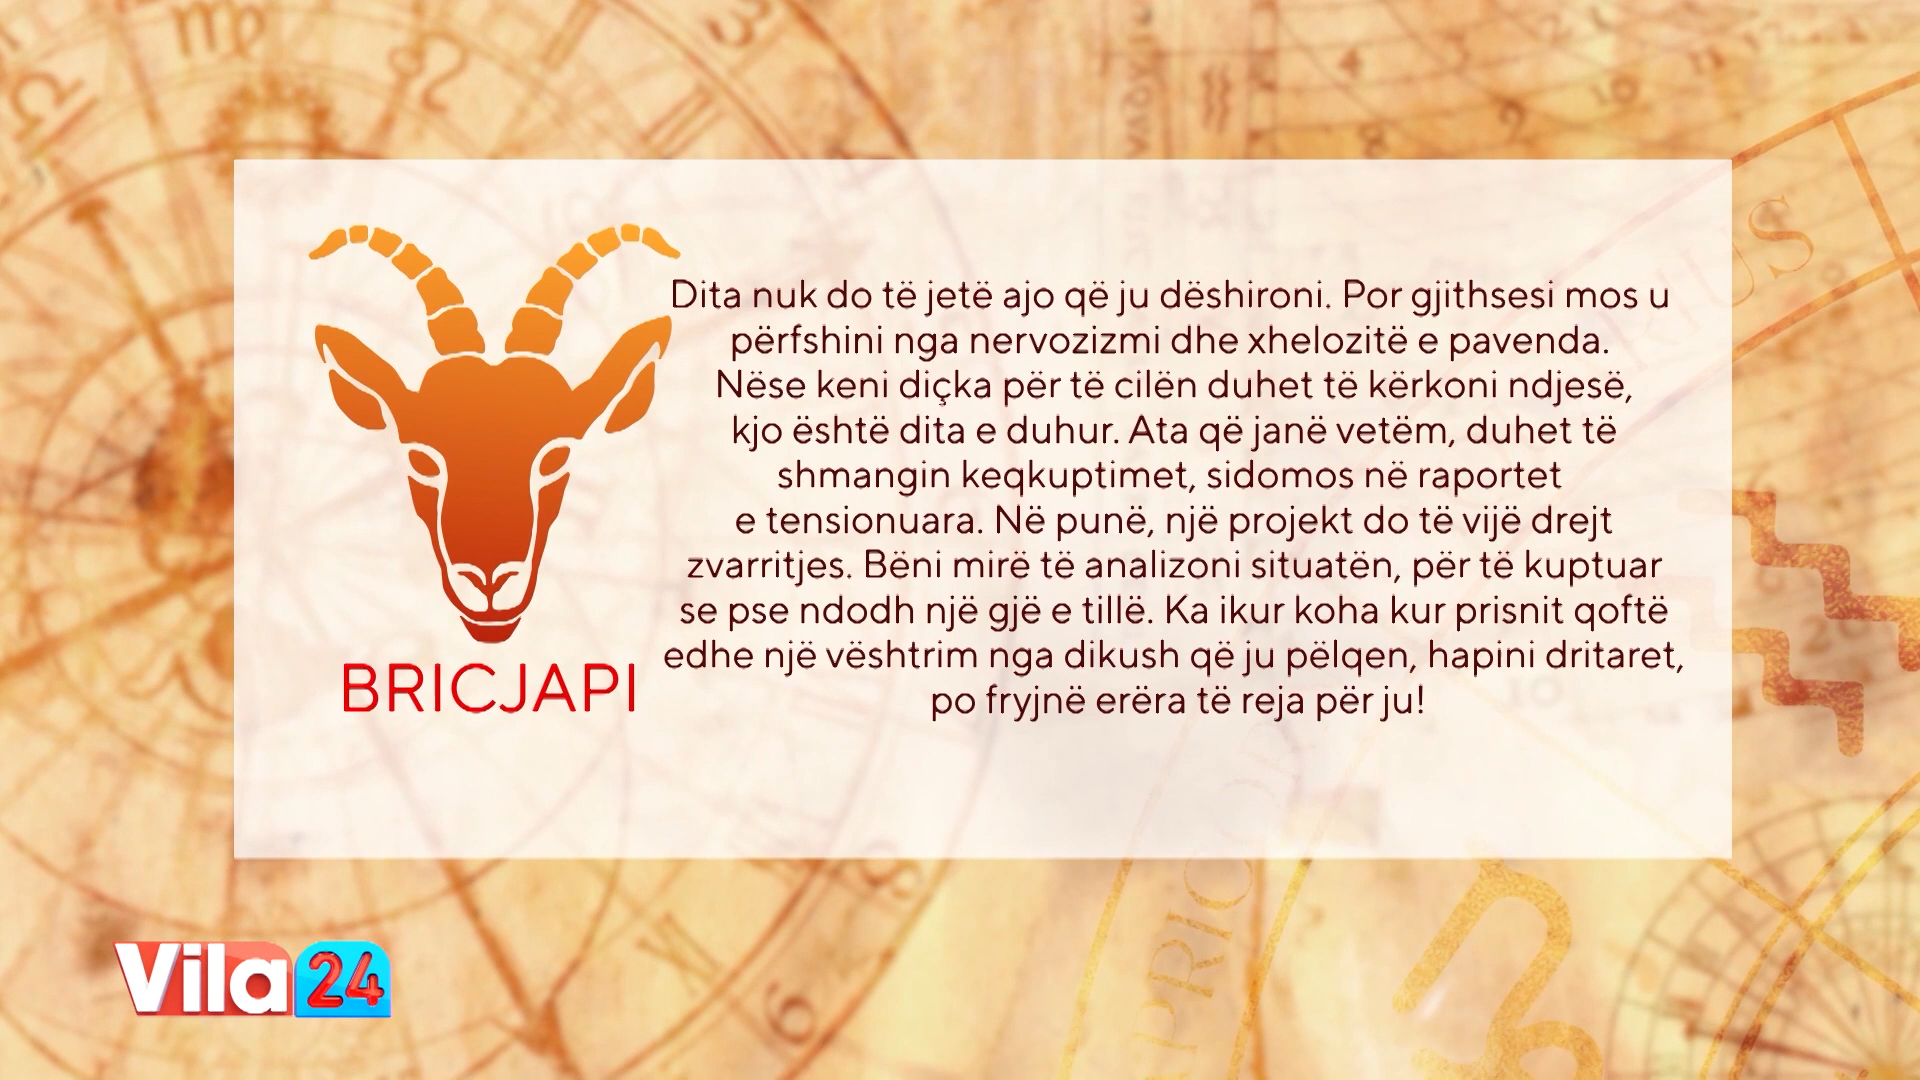 Dita nuk do të jetë ajo që ju dëshironi. Por gjithsesi mos u
përfshini nga nervozizmi dhe xhelozitë e pavenda.
Nëse keni diçka për të cilën duhet të kërkoni ndjesë,
kjo është dita e duhur. Ata që janë vetëm, duhet të
shmangin keqkuptimet, sidomos në raportet
e tensionuara. Në punë, një projekt do të vijë drejt
zvarritjes. Bëni mirë të analizoni situatën, për të kuptuar
se pse ndodh një gjë e tillë. Ka ikur koha kur prisnit qoftë
edhe një vështrim nga dikush që ju pëlqen, hapini dritaret,
po fryjnë erëra të reja për ju!
BRICJAPI
Vila 24